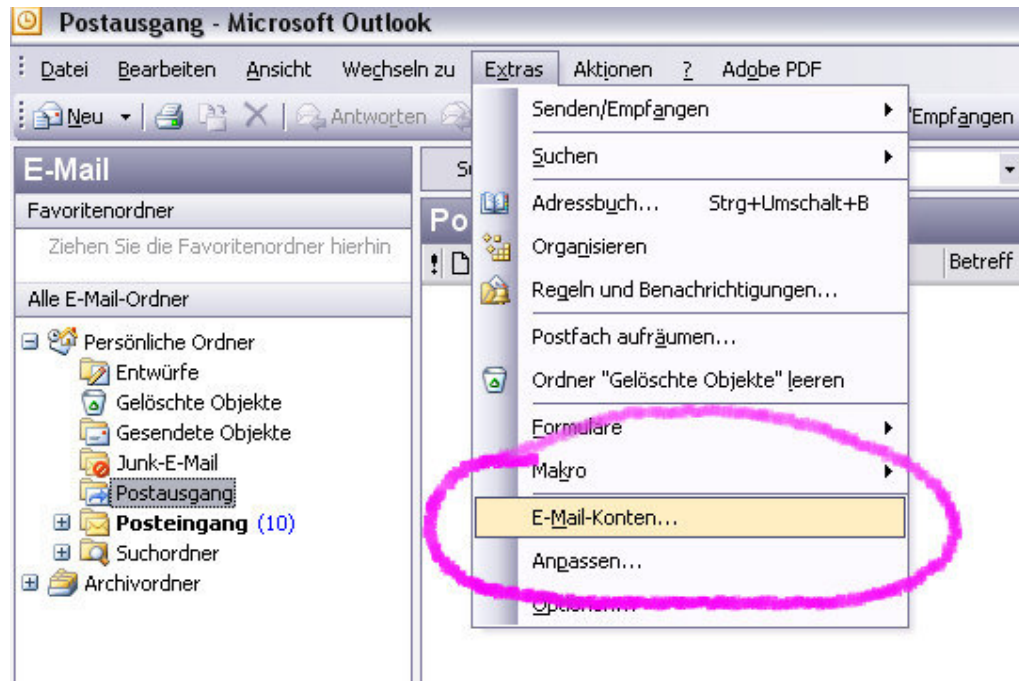 Postausgang - Microsoft Outlook
Datei Bearbeiten Ansicht Wechseln zu Extras Aktionen ? Adobe PDF
Neu Antworten Empfangen
E-Mail
Favoritenordner
Ziehen Sie die Favoritenordner hierhin
Alle E-Mail-Ordner
Persönliche Ordner
Entwürfe
Gelöschte Objekte
Gesendete Objekte
Junk-E-Mail
Postausgang
Posteingang (10)
Suchordner
Archivordner
Senden/Empfangen
Suchen
Adressbuch... Strg+Umschalt+B
Organisieren
Regeln und Benachrichtigungen...
Postfach aufräumen...
Ordner "Gelöschte Objekte" leeren
Formulare
Makro
E-Mail-Konten...
Anpassen...
Optionen...
Po
Betreff